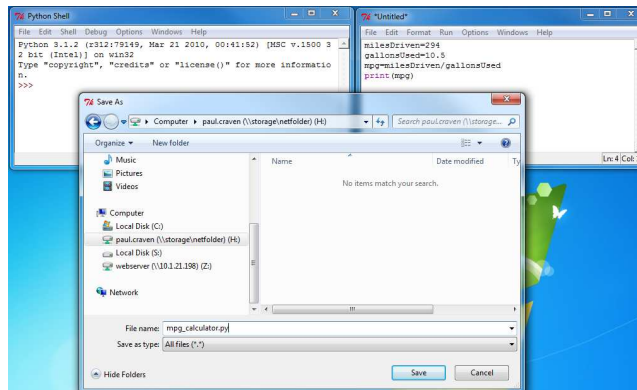 Python Shell
File Edit Shell Debug Options Windows Help
Python 3.1.2 (r312:79149, Mar 21 2010, 00:41:52) [MSC v.1500 3
2 bit (Intel)] on win32
Type "copyright", "credits" or "license()" for more informatio
n.
>>>
*Untitled*
File Edit Format Run Options Windows Help
milesDriven=294
gallonsUsed=10.5
mpg=milesDriven/gallonsUsed
print(mpg)
Ln: 4 Col:
Save As
Computer paul.craven (\\storage\netfolder) (H:)
Search paul.craven (\\storage...
Organize New folder
Music
Pictures
Videos
Computer
Local Disk (C:)
paul.craven (\\storage\netfolder) (H:)
Local Disk (S:)
webserver (\\10.1.21.198) (Z:)
Network
Name Date modified Ty
No items match your search.
File name: mpg_calculator.py
Save as type: All files (*.*)
Hide Folders
Save Cancel